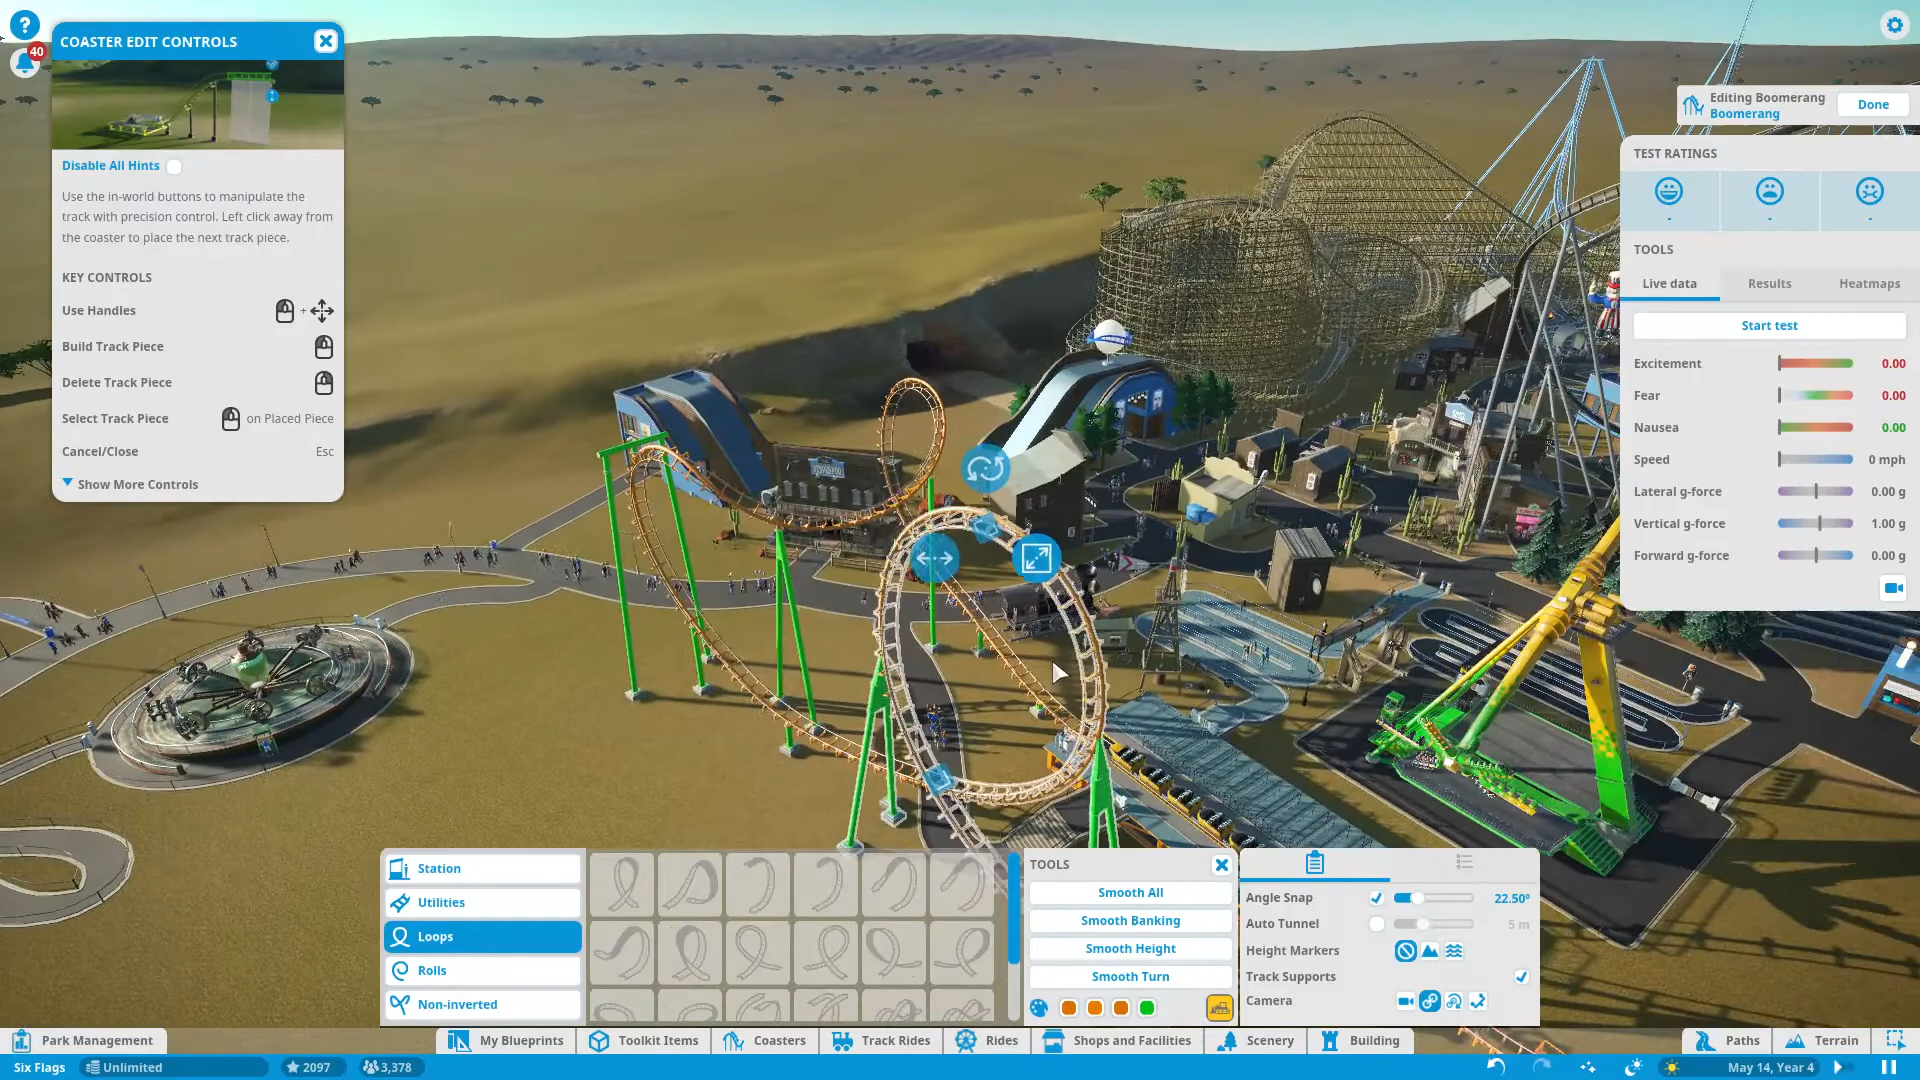 ?
40
COASTER EDIT CONTROLS
Disable All Hints
Use the in-world buttons to manipulate the
track with precision control. Left click away from
the coaster to place the next track piece.
KEY CONTROLS
Use Handles +
Build Track Piece
Delete Track Piece
Select Track Piece on Placed Piece
Cancel/Close Esc
Show More Controls
Editing Boomerang
Boomerang
Done
TEST RATINGS
- - -
TOOLS
Live data Results Heatmaps
Start test
Excitement 0.00
Fear 0.00
Nausea 0.00
Speed 0 mph
Lateral g-force 0.00 g
Vertical g-force 1.00 g
Forward g-force 0.00 g
Station
Utilities
Loops
Rolls
Non-inverted
TOOLS
Smooth All
Smooth Banking
Smooth Height
Smooth Turn
Angle Snap 22.50°
Auto Tunnel 5 m
Height Markers
Track Supports
Camera
Park Management
My Blueprints Toolkit Items Coasters Track Rides Rides Shops and Facilities Scenery Building Paths Terrain
Six Flags Unlimited 2097 3,378 May 14, Year 4